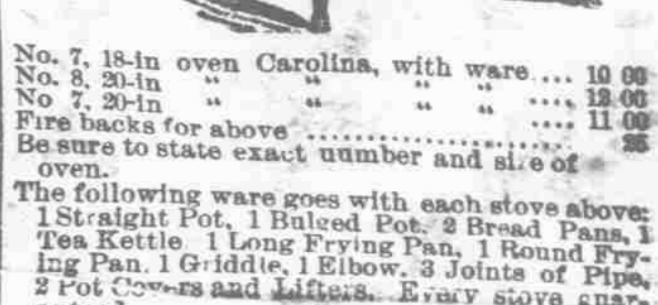 No. 7, 18-in oven Carolina, with ware .... 10 00
No. 8, 20-in " " " " .... 12 00
No 7, 20-in " " " " .... 11 00
Fire backs for above ........................ 25
Be sure to state exact number and size of
oven.
The following ware goes with each stove above:
1 Straight Pot, 1 Bulged Pot, 2 Bread Pans, 1
Tea Kettle 1 Long Frying Pan, 1 Round Fry-
ing Pan, 1 Griddle, 1 Elbow, 3 Joints of Pipe,
2 Pot Covers and Lifters. Every stove guar-